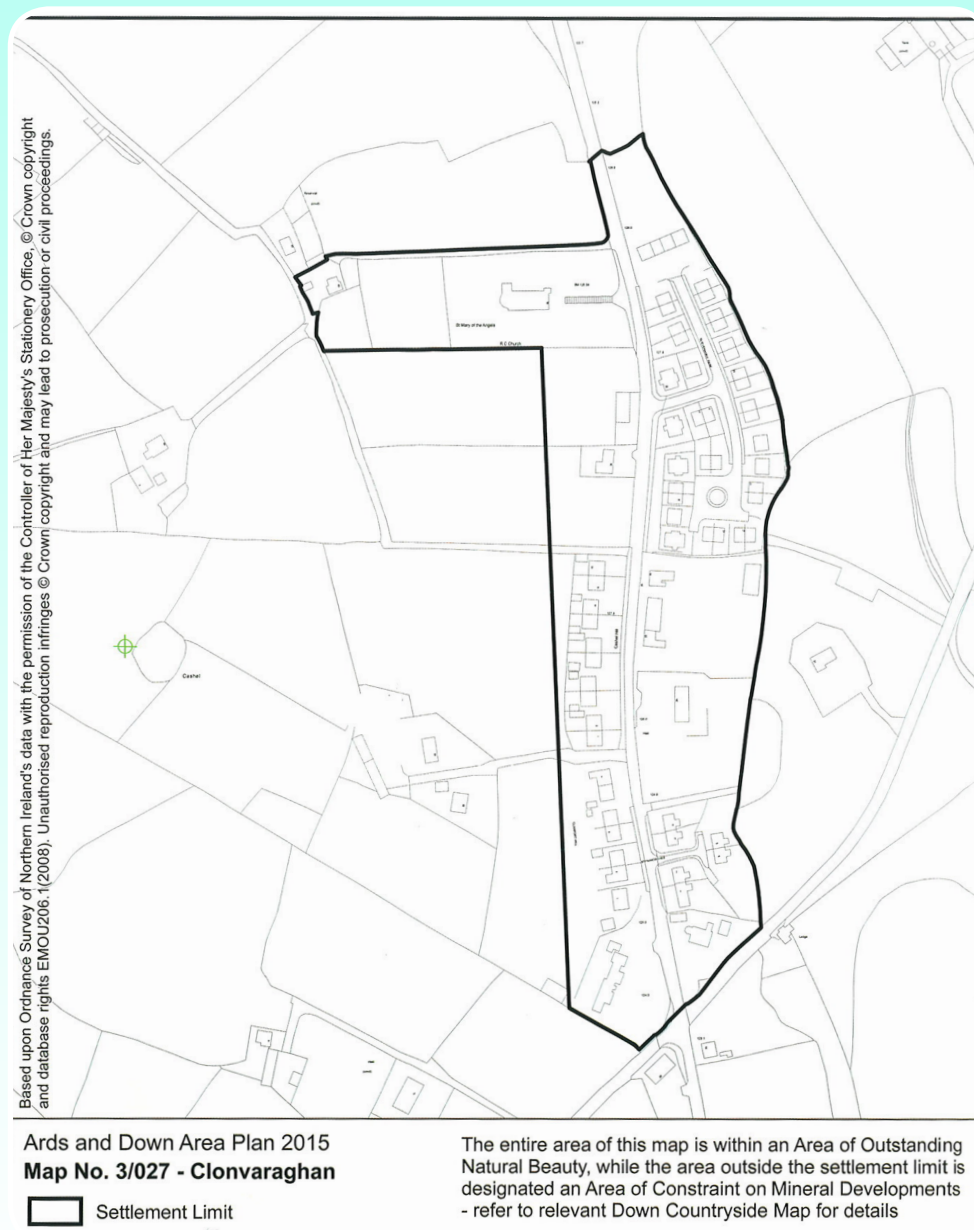 Based upon Ordnance Survey of Northern Ireland's data with the permission of the Controller of Her Majesty's Stationery Office, © Crown copyright
and database rights EMOU206.1(2008). Unauthorised reproduction infringes © Crown copyright and may lead to prosecution or civil proceedings.
St Mary of the Angels
R C Church
Cashel
Ards and Down Area Plan 2015
Map No. 3/027 - Clonvaraghan
Settlement Limit
The entire area of this map is within an Area of Outstanding
Natural Beauty, while the area outside the settlement limit is
designated an Area of Constraint on Mineral Developments
- refer to relevant Down Countryside Map for details